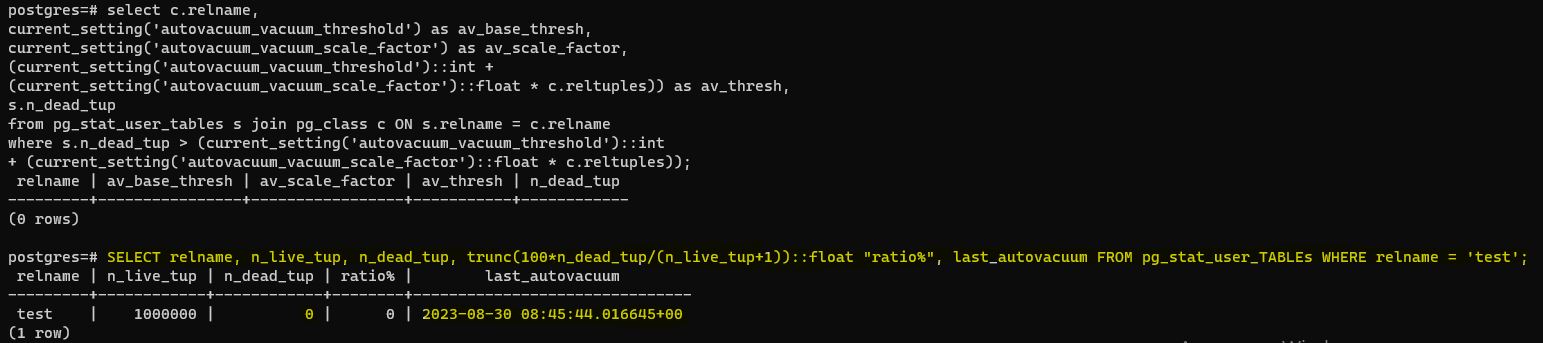 postgres=# select c.relname,
current_setting('autovacuum_vacuum_threshold') as av_base_thresh,
current_setting('autovacuum_vacuum_scale_factor') as av_scale_factor,
(current_setting('autovacuum_vacuum_threshold')::int +
(current_setting('autovacuum_vacuum_scale_factor')::float * c.reltuples)) as av_thresh,
s.n_dead_tup
from pg_stat_user_tables s join pg_class c ON s.relname = c.relname
where s.n_dead_tup > (current_setting('autovacuum_vacuum_threshold')::int
+ (current_setting('autovacuum_vacuum_scale_factor')::float * c.reltuples));
 relname | av_base_thresh | av_scale_factor | av_thresh | n_dead_tup
---------+----------------+-----------------+-----------+------------
(0 rows)

postgres=# SELECT relname, n_live_tup, n_dead_tup, trunc(100*n_dead_tup/(n_live_tup+1))::float "ratio%", last_autovacuum FROM pg_stat_user_TABLEs WHERE relname = 'test';
 relname | n_live_tup | n_dead_tup | ratio% |        last_autovacuum
---------+------------+------------+--------+-------------------------------
 test    |    1000000 |          0 |      0 | 2023-08-30 08:45:44.016645+00
(1 row)